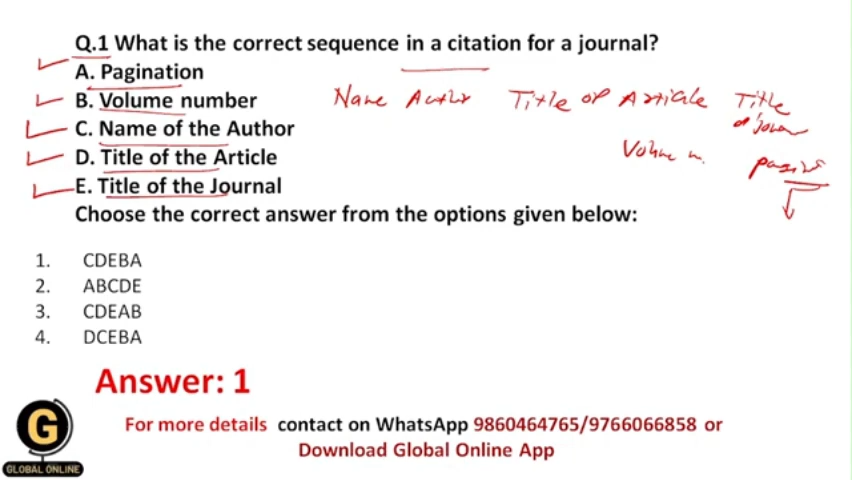 Q.1 What is the correct sequence in a citation for a journal?
A. Pagination
B. Volume number
C. Name of the Author
D. Title of the Article
E. Title of the Journal
Choose the correct answer from the options given below:
Name Author Title of Article Title
Volume
1. CDEBA
2. ABCDE
3. CDEAB
4. DCEBA
Answer: 1
For more details contact on WhatsApp 9860464765/9766066858 or
Download Global Online App
G
GLOBAL ONLINE